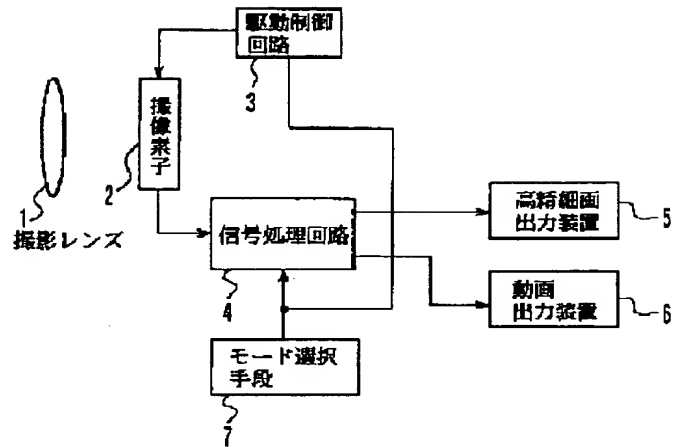 駆動制御
回路
3
撮像素子
2
1
撮影レンズ
信号処理回路
4
高精細画
出力装置
5
動画
出力装置
6
モード選択
手段
7